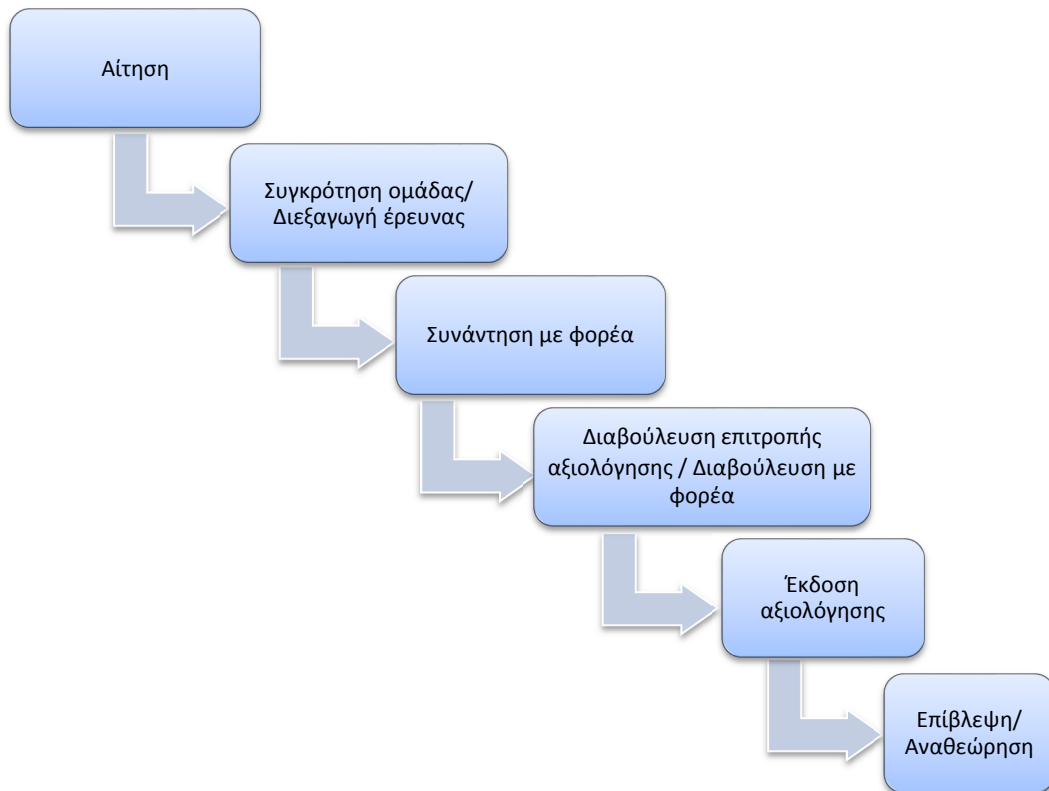 Αίτηση
Συγκρότηση ομάδας/
Διεξαγωγή έρευνας
Συνάντηση με φορέα
Διαβούλευση επιτροπής
αξιολόγησης / Διαβούλευση με
φορέα
Έκδοση
αξιολόγησης
Επίβλεψη/
Αναθεώρηση